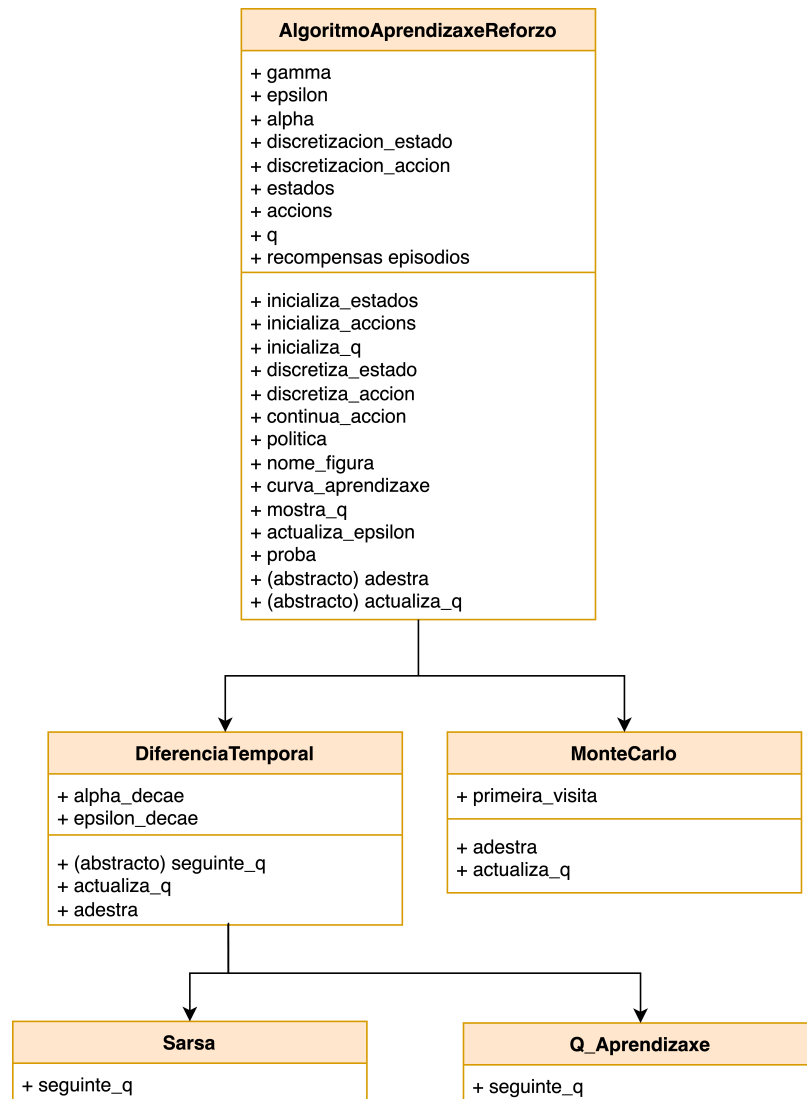 AlgoritmoAprendizaxeReforzo
+ gamma
+ epsilon
+ alpha
+ discretizacion_estado
+ discretizacion_accion
+ estados
+ accions
+ q
+ recompensas episodios
+ inicializa_estados
+ inicializa_accions
+ inicializa_q
+ discretiza_estado
+ discretiza_accion
+ continua_accion
+ politica
+ nome_figura
+ curva_aprendizaxe
+ mostra_q
+ actualiza_epsilon
+ proba
+ (abstracto) adestra
+ (abstracto) actualiza_q
DiferenciaTemporal
+ alpha_decae
+ epsilon_decae
+ (abstracto) seguinte_q
+ actualiza_q
+ adestra
MonteCarlo
+ primeira_visita
+ adestra
+ actualiza_q
Sarsa
+ seguinte_q
Q_Aprendizaxe
+ seguinte_q